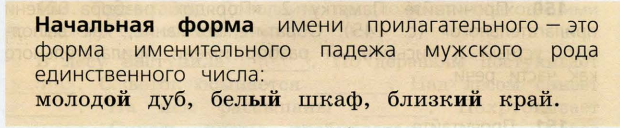 Начальная форма имени прилагательного – это
форма именительного падежа мужского рода
единственного числа:
молодой дуб, белый шкаф, близкий край.